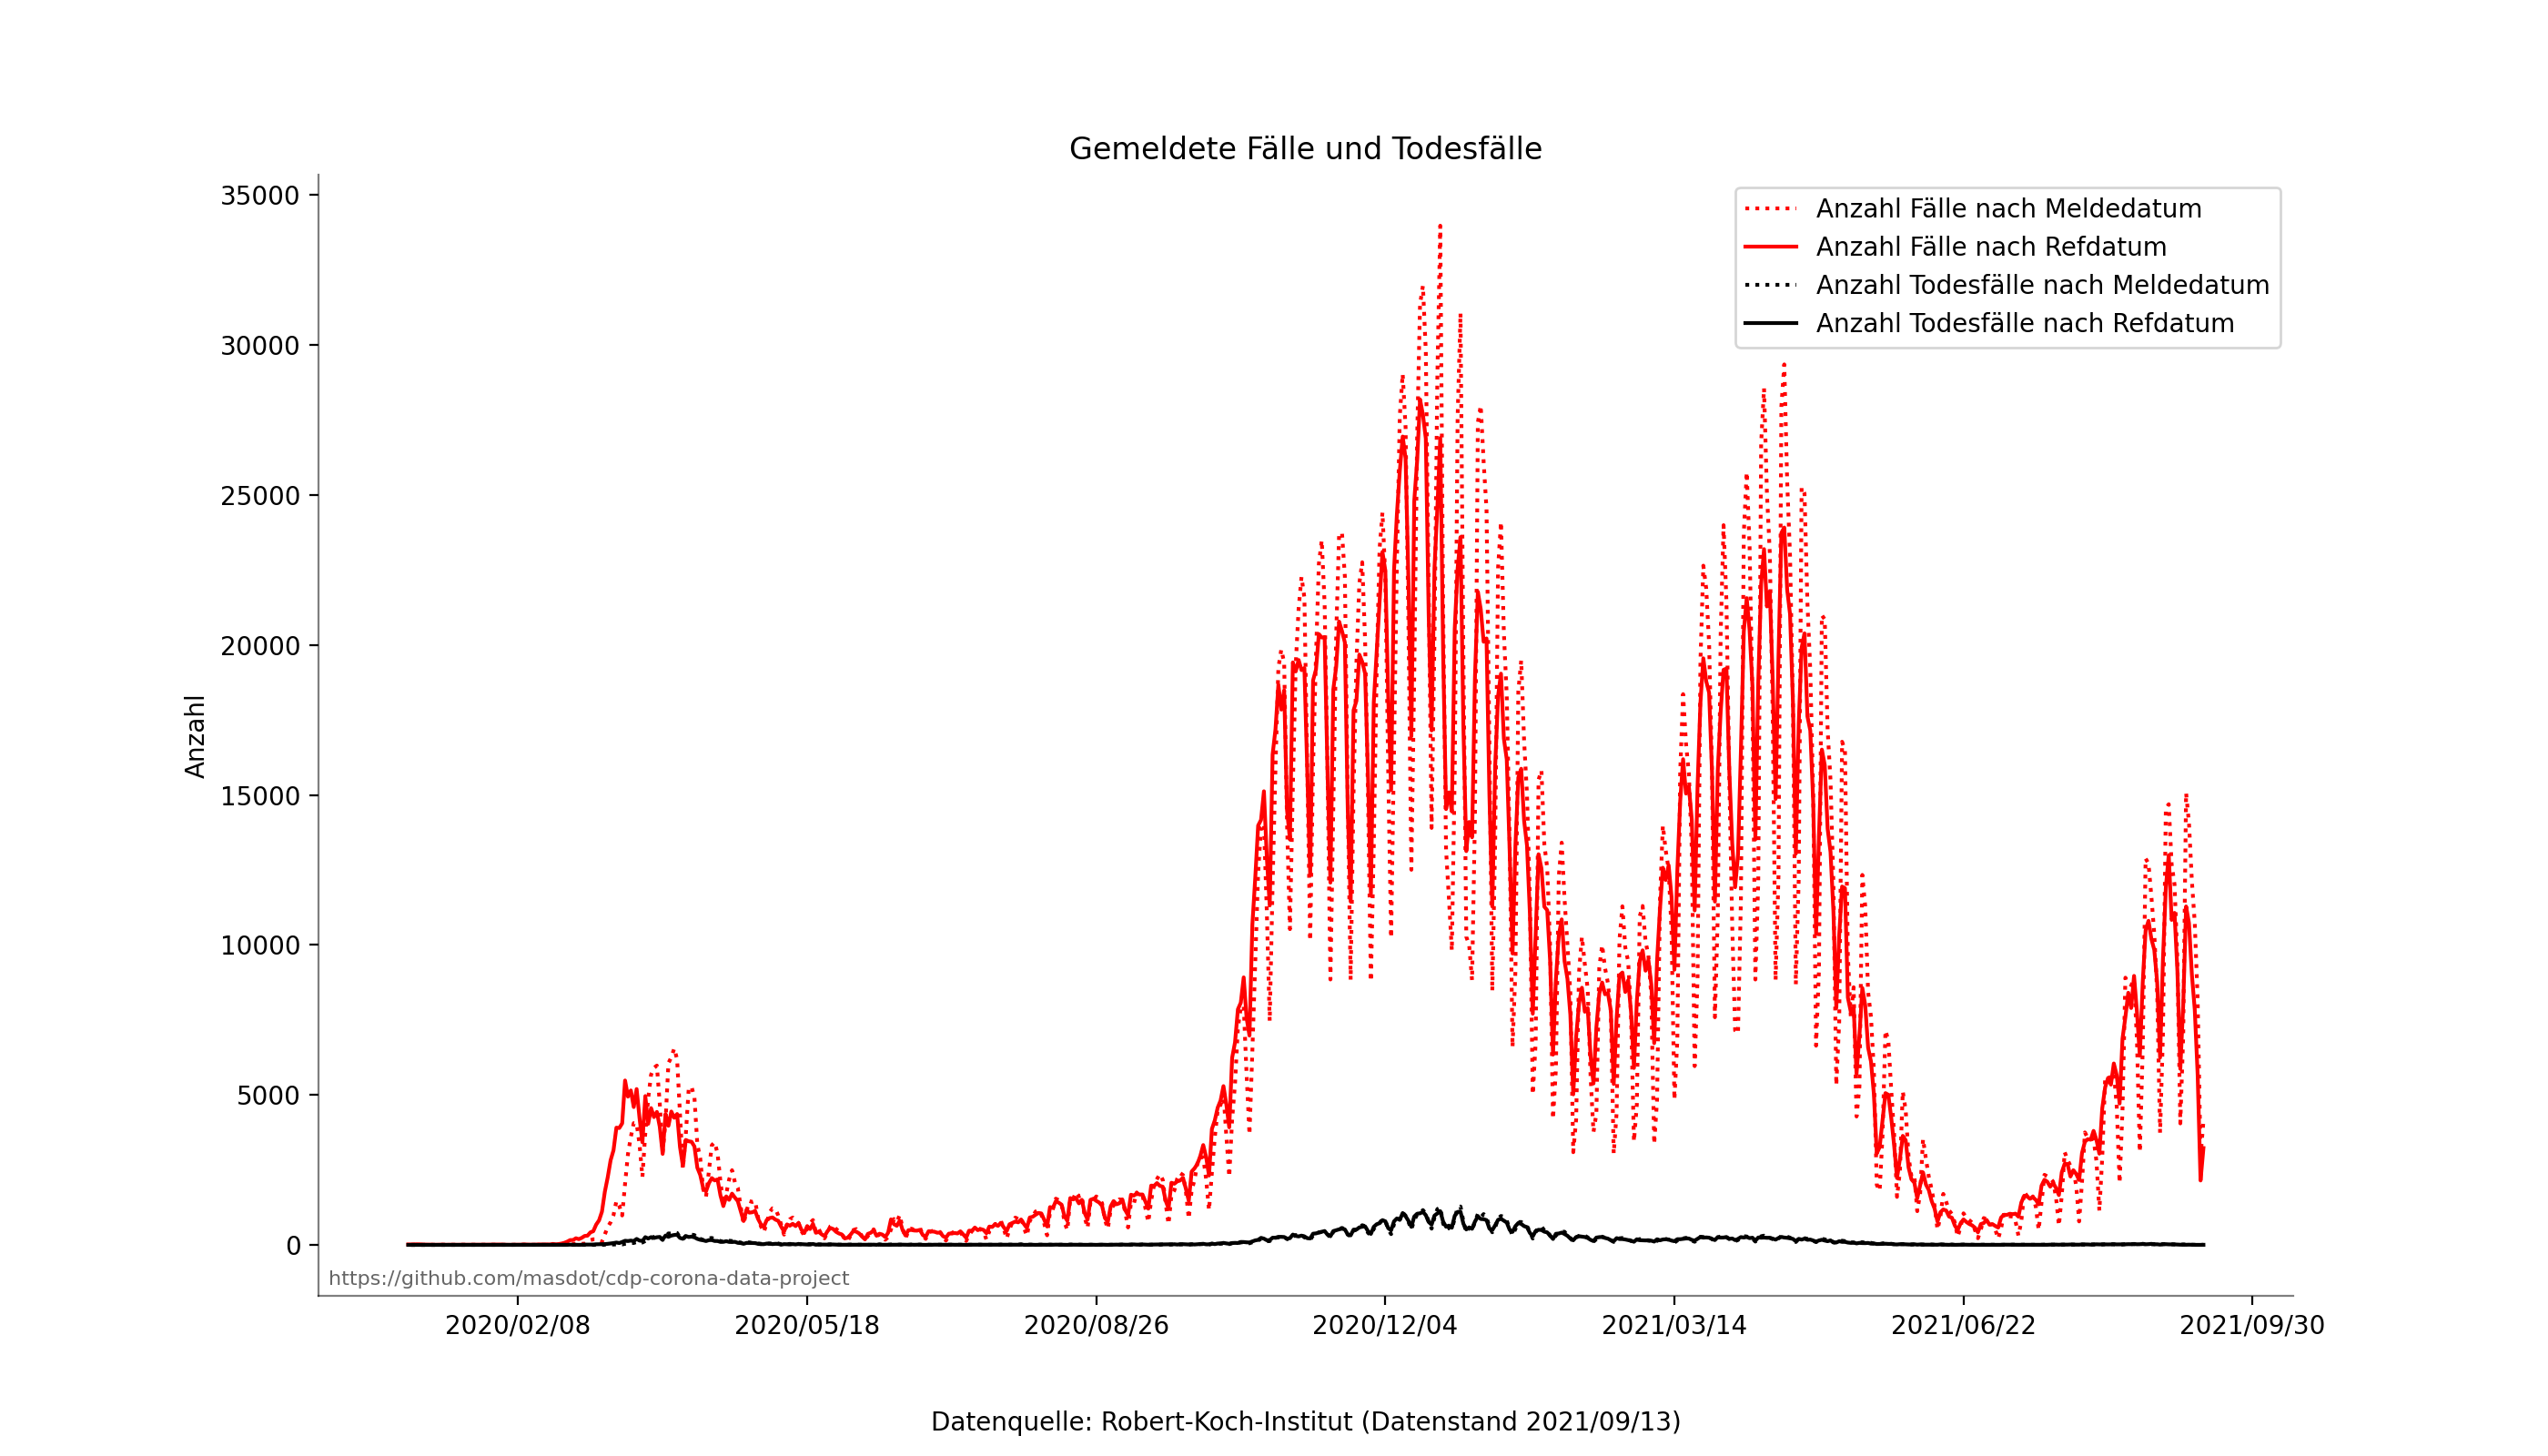 Gemeldete Fälle und Todesfälle
35000
30000
25000
20000
15000
10000
5000
0
Anzahl
Anzahl Fälle nach Meldedatum
Anzahl Fälle nach Refdatum
Anzahl Todesfälle nach Meldedatum
Anzahl Todesfälle nach Refdatum
https://github.com/masdot/cdp-corona-data-project
2020/02/08 2020/05/18 2020/08/26 2020/12/04 2021/03/14 2021/06/22 2021/09/30
Datenquelle: Robert-Koch-Institut (Datenstand 2021/09/13)